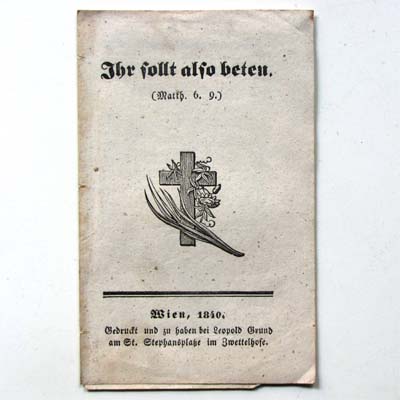 Ihr ſollt alſo beten.
(Matth. 6. 9.)
Wien, 1840.
Gedruckt und zu haben bei Leopold Grund
am St. Stephansplatze im Zwettelhofe.